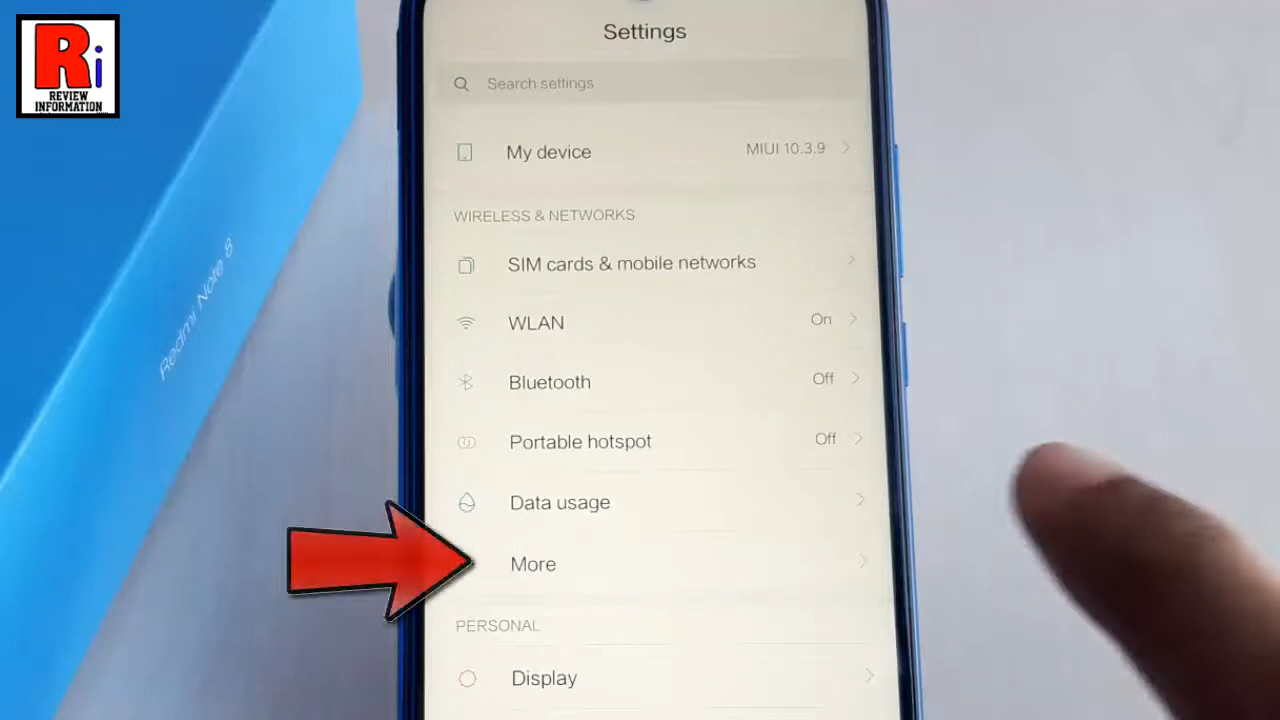 Ri
REVIEW
INFORMATION
Redmi Note 8
Settings
Search settings
My device
MIUI 10.3.9
WIRELESS & NETWORKS
SIM cards & mobile networks
WLAN
On
Bluetooth
Off
Portable hotspot
Off
Data usage
More
PERSONAL
Display